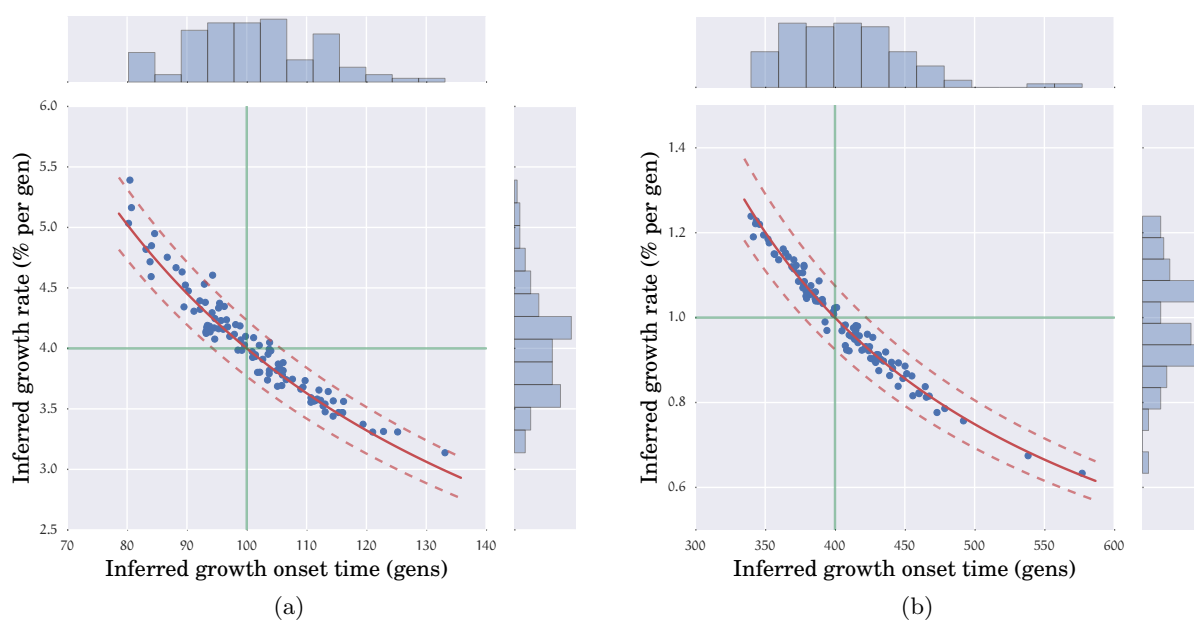 6.0
5.5
5.0
4.5
4.0
3.5
3.0
2.5
Inferred growth rate (% per gen)
70 80 90 100 110 120 130 140
Inferred growth onset time (gens)
(a)
1.4
1.2
1.0
0.8
0.6
Inferred growth rate (% per gen)
300 350 400 450 500 550 600
Inferred growth onset time (gens)
(b)